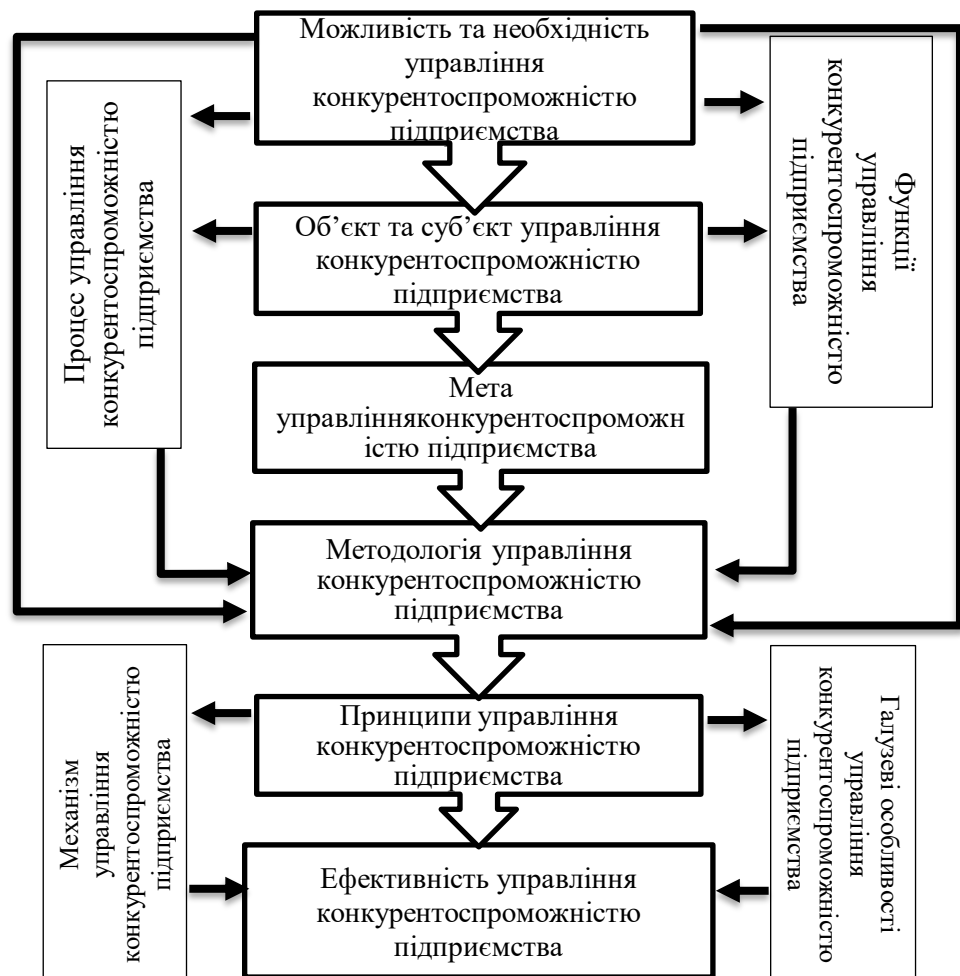 Можливість та необхідність
управління
конкурентоспроможністю
підприємства
Процес управління
конкурентоспроможністю
підприємства
Функції
управління
конкурентоспроможністю
підприємства
Об’єкт та суб’єкт управління
конкурентоспроможністю
підприємства
Мета
управлінняконкурентоспроможн
істю підприємства
Методологія управління
конкурентоспроможністю
підприємства
Принципи управління
конкурентоспроможністю
підприємства
Механізм
управління
конкурентоспроможністю
підприємства
Галузеві особливості
управління
конкурентоспроможністю
підприємства
Ефективність управління
конкурентоспроможністю
підприємства